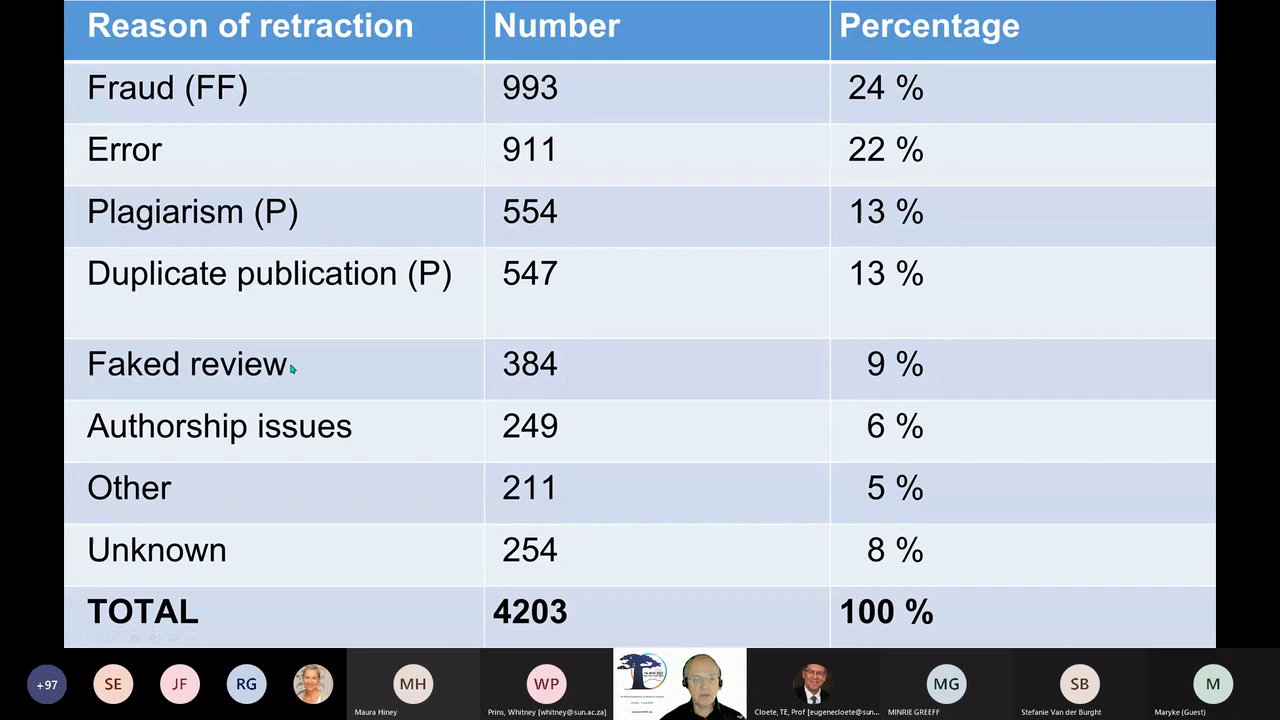 Reason of retraction Number Percentage
Fraud (FF) 993 24 %
Error 911 22 %
Plagiarism (P) 554 13 %
Duplicate publication (P) 547 13 %
Faked review 384 9 %
Authorship issues 249 6 %
Other 211 5 %
Unknown 254 8 %
TOTAL 4203 100 %
+97 SE JF RG MH WP MG SB M
Maura Hiney Prins, Whitney [whitney@sun.ac.za] Cloete, TE, Prof [eugenecloete@sun... MINRIE GREEFF Stefanie Van der Burght Maryke (Guest)